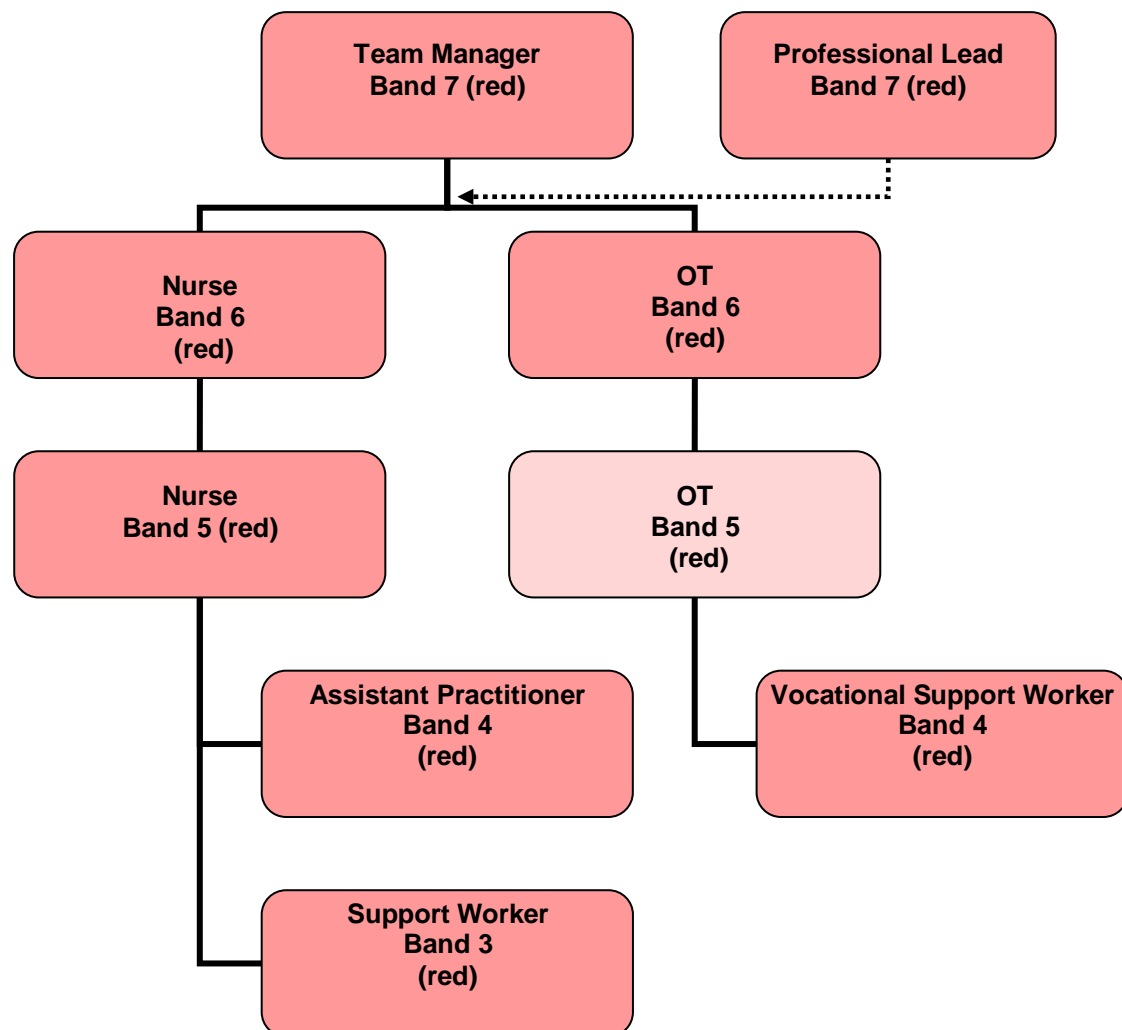 Team Manager
Band 7 (red)
Professional Lead
Band 7 (red)
Nurse
Band 6
(red)
OT
Band 6
(red)
Nurse
Band 5 (red)
OT
Band 5
(red)
Assistant Practitioner
Band 4
(red)
Vocational Support Worker
Band 4
(red)
Support Worker
Band 3
(red)